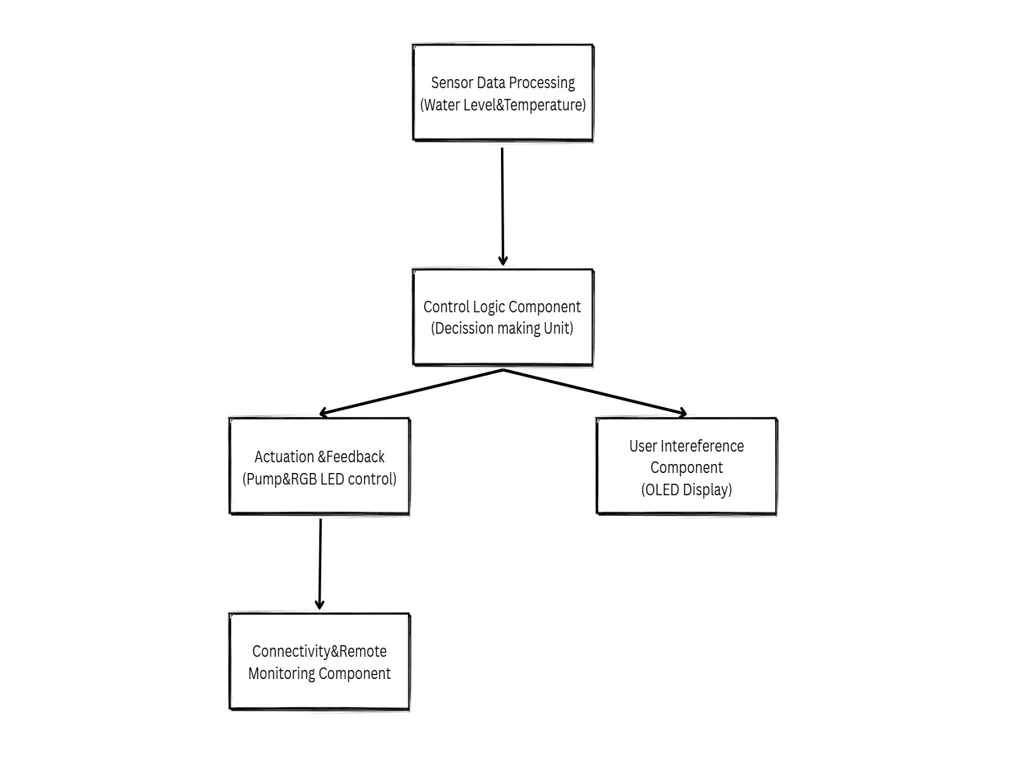 Sensor Data Processing
(Water Level&Temperature)
Control Logic Component
(Decission making Unit)
Actuation &Feedback
(Pump&RGB LED control)
User Intereference
Component
(OLED Display)
Connectivity&Remote
Monitoring Component